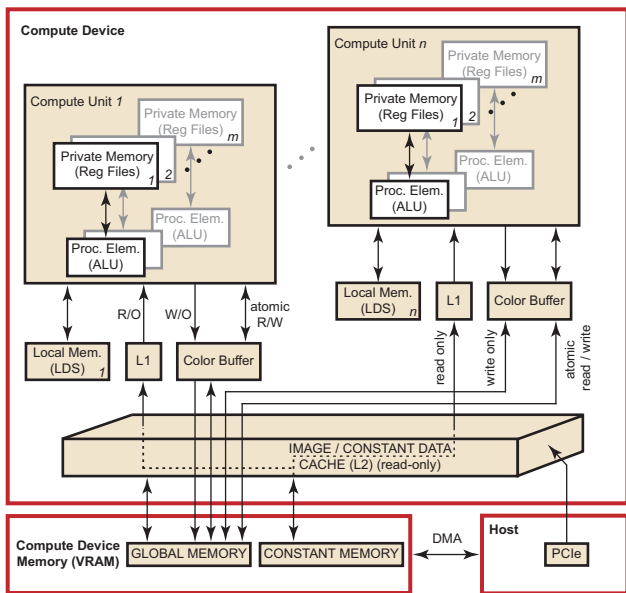 Compute Device
Compute Unit 1
Private Memory
(Reg Files)
m
Private Memory
(Reg Files)
1
2
Proc. Elem.
(ALU)
Proc. Elem.
(ALU)
Compute Unit n
Private Memory
(Reg Files)
m
Private Memory
(Reg Files)
1
2
Proc. Elem.
(ALU)
Proc. Elem.
(ALU)
R/O
W/O
atomic
R/W
Local Mem.
(LDS)
1
L1
Color Buffer
Local Mem.
(LDS)
n
L1
Color Buffer
read only
write only
atomic
read / write
IMAGE / CONSTANT DATA
CACHE (L2) (read-only)
Compute Device
Memory (VRAM)
GLOBAL MEMORY
CONSTANT MEMORY
DMA
Host
PCIe